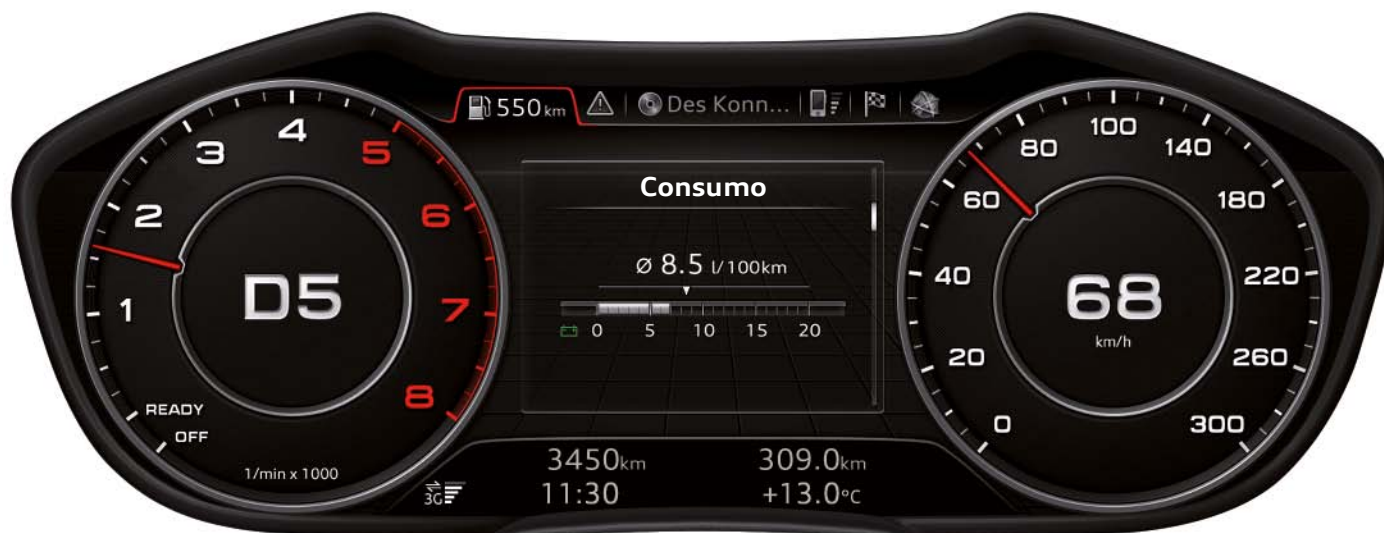 550 km
Des Konn...
1
2
3
4
5
6
7
8
READY
OFF
1/min x 1000
D5
Consumo
ø 8.5 l/100km
0 5 10 15 20
0
20
40
60
80
100
140
180
220
260
300
68
km/h
3450km 309.0km
3G 11:30 +13.0°C